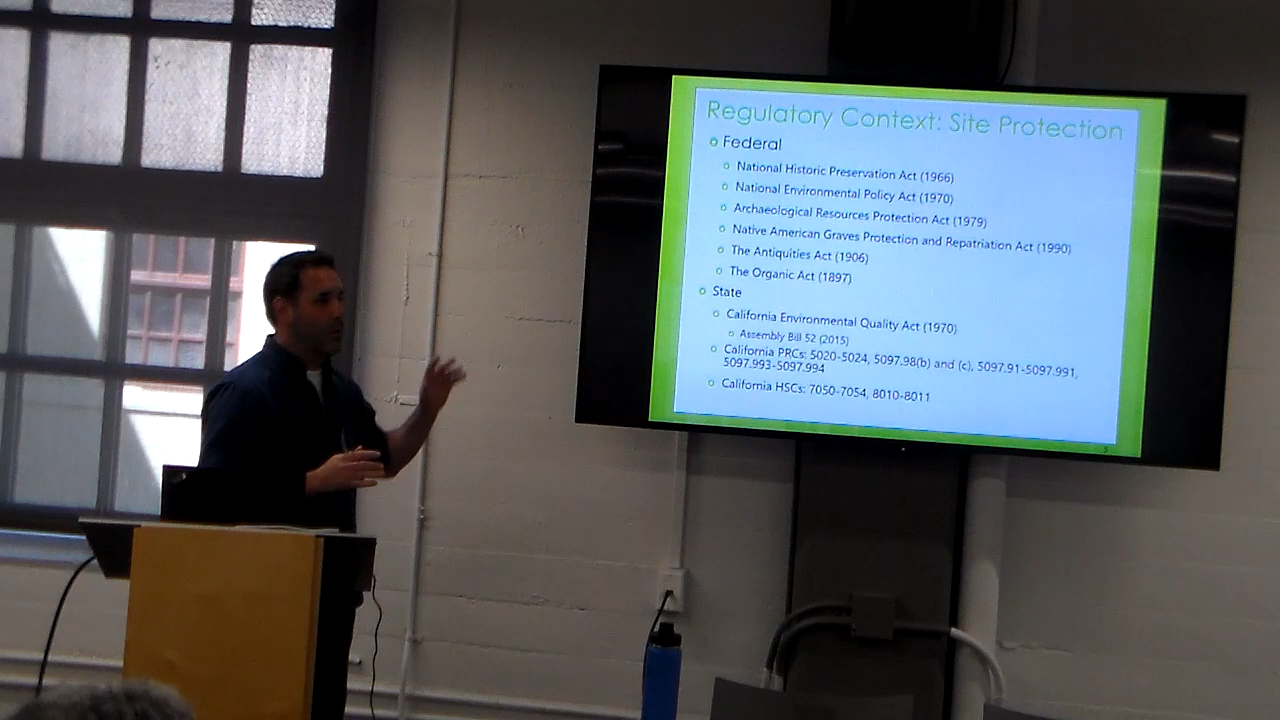 Regulatory Context: Site Protection
Federal
National Historic Preservation Act (1966)
National Environmental Policy Act (1970)
Archaeological Resources Protection Act (1979)
Native American Graves Protection and Repatriation Act (1990)
The Antiquities Act (1906)
The Organic Act (1897)
State
California Environmental Quality Act (1970)
Assembly Bill 52 (2015)
California PRCs: 5020-5024, 5097.98(b) and (c), 5097.91-5097.991,
5097.993-5097.994
California HSCs: 7050-7054, 8010-8011